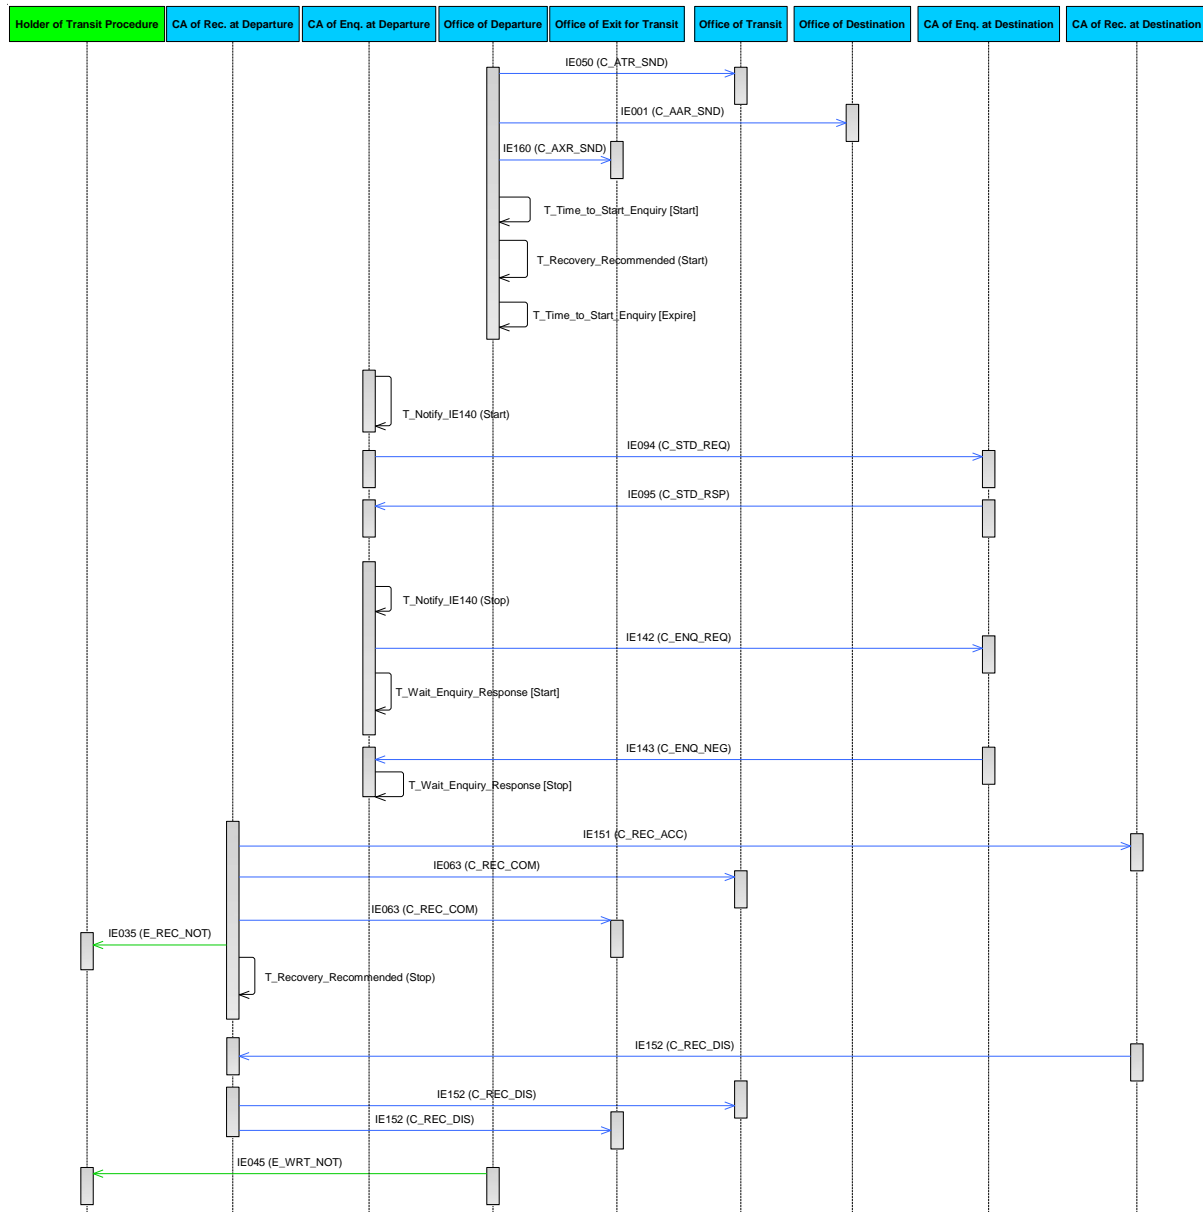 Holder of Transit Procedure
CA of Rec. at Departure
CA of Enq. at Departure
Office of Departure
Office of Exit for Transit
Office of Transit
Office of Destination
CA of Enq. at Destination
CA of Rec. at Destination
IE050 (C_ATR_SND)
IE001 (C_AAR_SND)
IE160 (C_AXR_SND)
T_Time_to_Start_Enquiry [Start]
T_Recovery_Recommended (Start)
T_Time_to_Start_Enquiry [Expire]
T_Notify_IE140 (Start)
IE094 (C_STD_REQ)
IE095 (C_STD_RSP)
T_Notify_IE140 (Stop)
IE142 (C_ENQ_REQ)
T_Wait_Enquiry_Response [Start]
IE143 (C_ENQ_NEG)
T_Wait_Enquiry_Response [Stop]
IE151 (C_REC_ACC)
IE063 (C_REC_COM)
IE063 (C_REC_COM)
IE035 (E_REC_NOT)
T_Recovery_Recommended (Stop)
IE152 (C_REC_DIS)
IE152 (C_REC_DIS)
IE152 (C_REC_DIS)
IE045 (E_WRT_NOT)